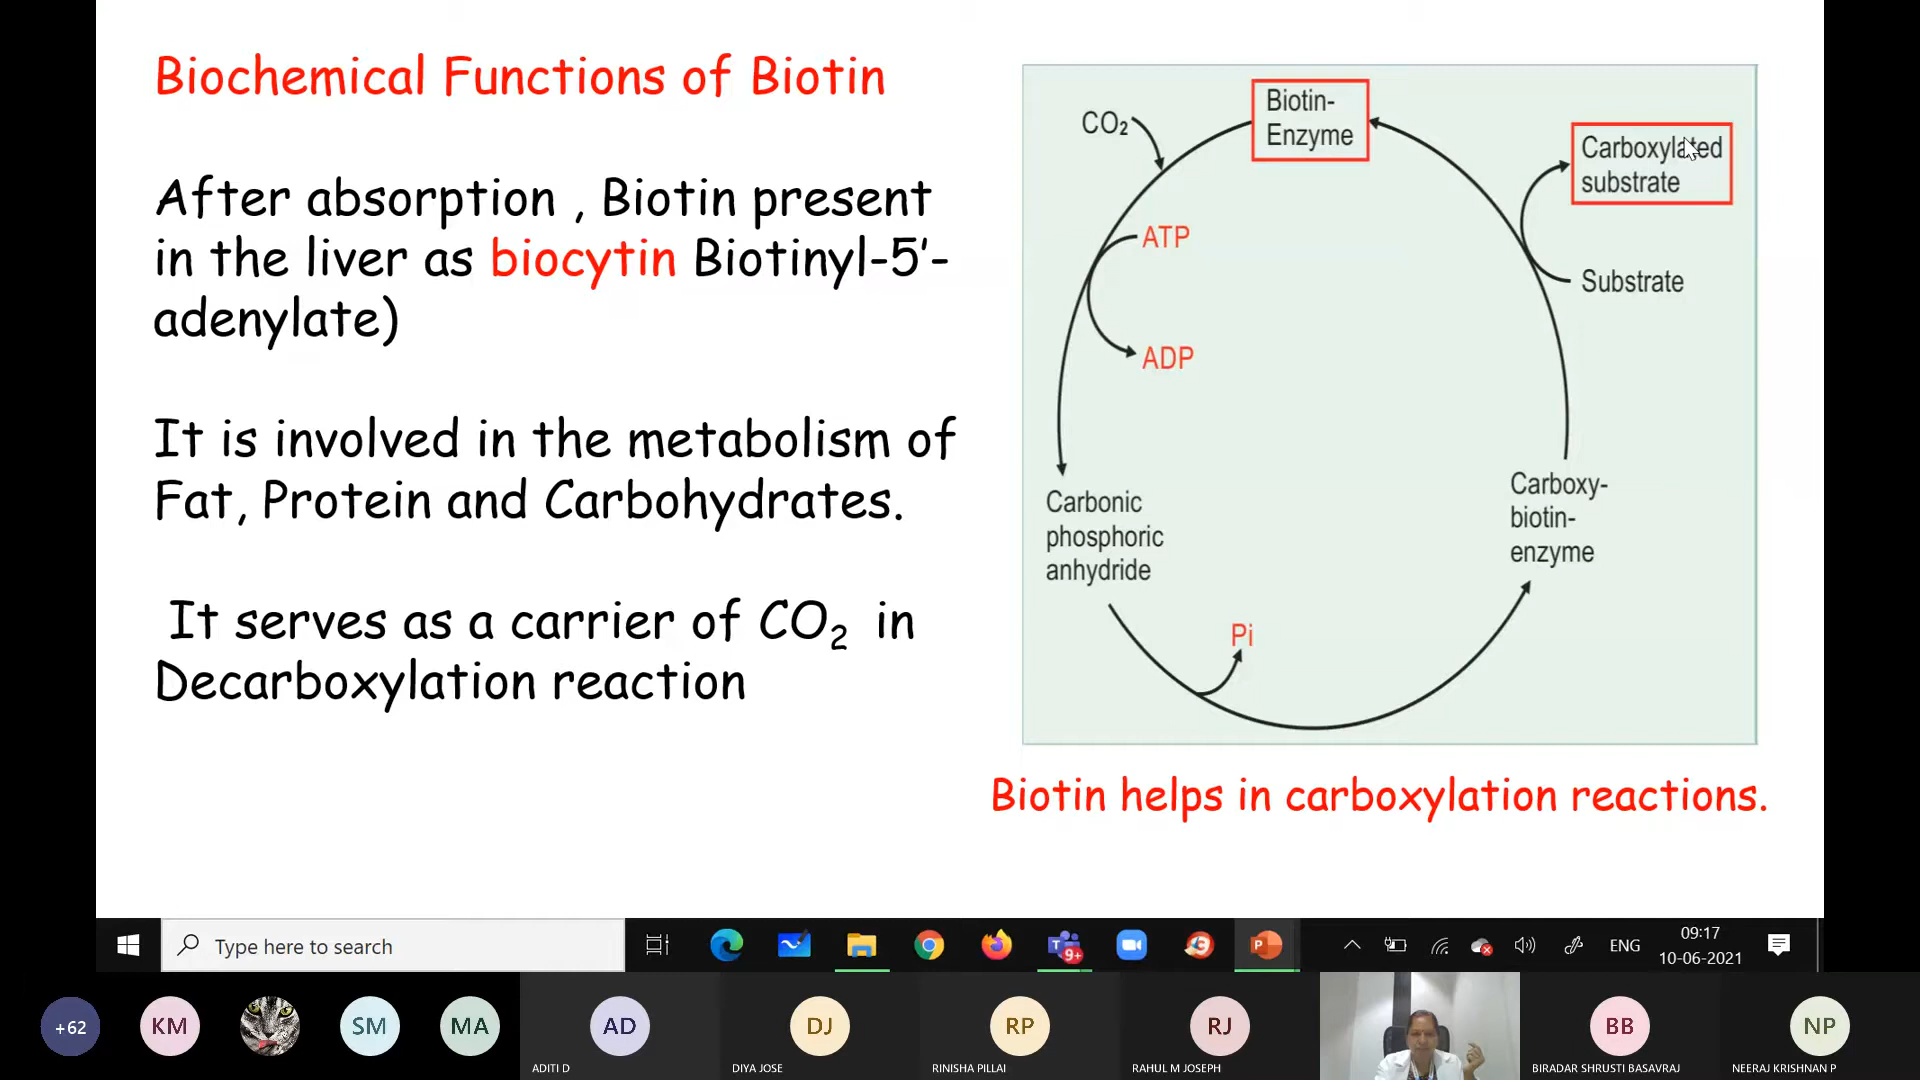 Biochemical Functions of Biotin
After absorption , Biotin present
in the liver as biocytin Biotinyl-5’-
adenylate)
It is involved in the metabolism of
Fat, Protein and Carbohydrates.
It serves as a carrier of CO₂ in
Decarboxylation reaction
Biotin-
Enzyme
CO₂
Carboxylated
substrate
ATP
Substrate
ADP
Carbonic
phosphoric
anhydride
Carboxy-
biotin-
enzyme
Pi
Biotin helps in carboxylation reactions.
Type here to search
9+
ENG
09:17
10-06-2021
+62
KM
SM
MA
AD
DJ
RP
RJ
BB
NP
ADITI D
DIYA JOSE
RINISHA PILLAI
RAHUL M JOSEPH
BIRADAR SHRUSTI BASAVRAJ
NEERAJ KRISHNAN P